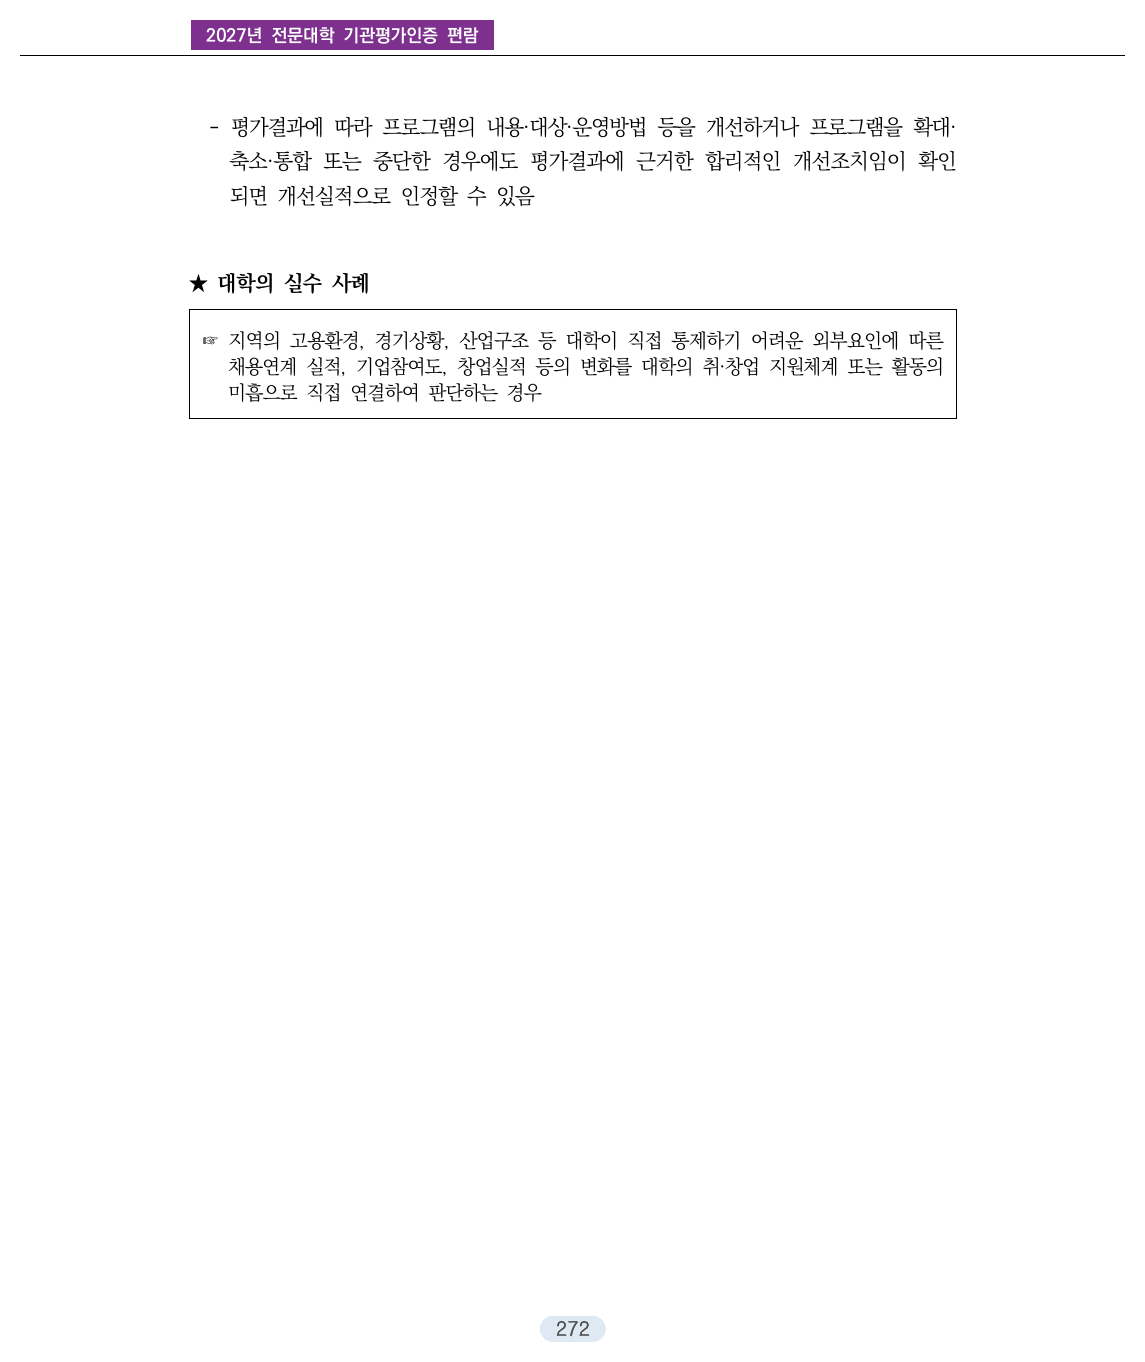 2027년 전문대학 기관평가인증 편람
- 평가결과에 따라 프로그램의 내용·대상·운영방법 등을 개선하거나 프로그램을 확대·
축소·통합 또는 중단한 경우에도 평가결과에 근거한 합리적인 개선조치임이 확인
되면 개선실적으로 인정할 수 있음
★ 대학의 실수 사례
☞ 지역의 고용환경, 경기상황, 산업구조 등 대학이 직접 통제하기 어려운 외부요인에 따른
채용연계 실적, 기업참여도, 창업실적 등의 변화를 대학의 취·창업 지원체계 또는 활동의
미흡으로 직접 연결하여 판단하는 경우
272